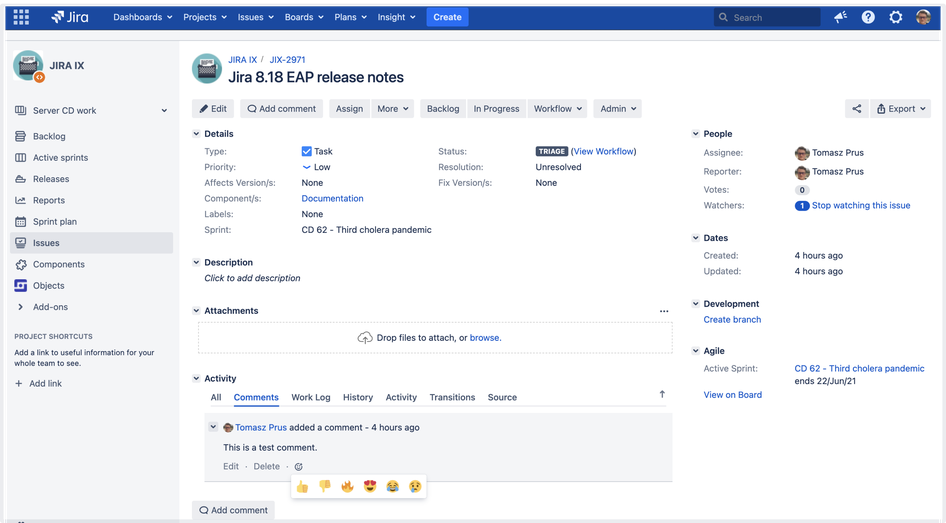 Jira Dashboards Projects Issues Boards Plans Insight Create Search
JIRA IX
Server CD work
Backlog
Active sprints
Releases
Reports
Sprint plan
Issues
Components
Objects
Add-ons
PROJECT SHORTCUTS
Add a link to useful information for your
whole team to see.
+ Add link
JIRA IX / JIX-2971
Jira 8.18 EAP release notes
Edit Add comment Assign More Backlog In Progress Workflow Admin Export
Details
Type: Task Status: TRIAGE (View Workflow)
Priority: Low Resolution: Unresolved
Affects Version/s: None Fix Version/s: None
Component/s: Documentation
Labels: None
Sprint: CD 62 - Third cholera pandemic
Description
Click to add description
Attachments
Drop files to attach, or browse.
Activity
All Comments Work Log History Activity Transitions Source
Tomasz Prus added a comment - 4 hours ago
This is a test comment.
Edit · Delete ·
Add comment
People
Assignee: Tomasz Prus
Reporter: Tomasz Prus
Votes: 0
Watchers: 1 Stop watching this issue
Dates
Created: 4 hours ago
Updated: 4 hours ago
Development
Create branch
Agile
Active Sprint: CD 62 - Third cholera pandemic
ends 22/Jun/21
View on Board